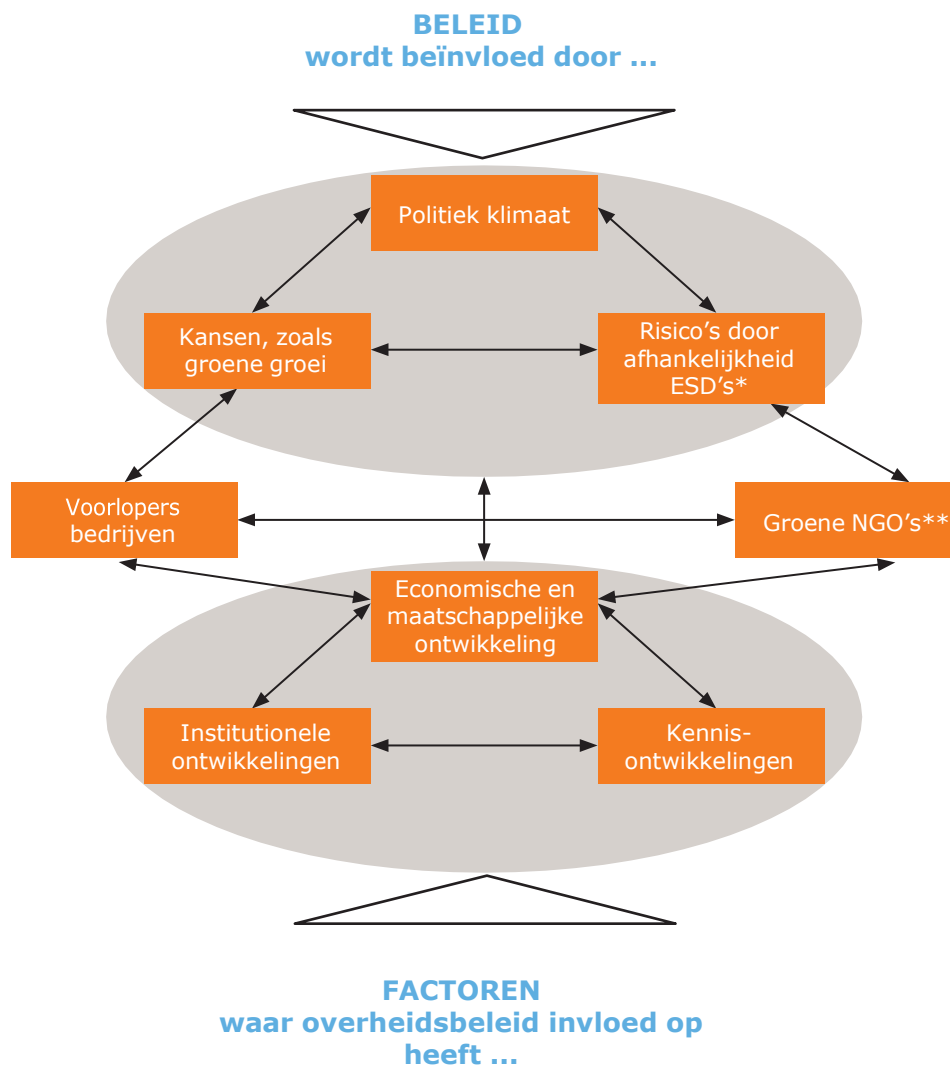 BELEID
wordt beïnvloed door ...
Politiek klimaat
Kansen, zoals
groene groei
Risico’s door
afhankelijkheid
ESD’s*
Voorlopers
bedrijven
Groene NGO’s**
Economische en
maatschappelijke
ontwikkeling
Institutionele
ontwikkelingen
Kennis-
ontwikkelingen
FACTOREN
waar overheidsbeleid invloed op
heeft ...